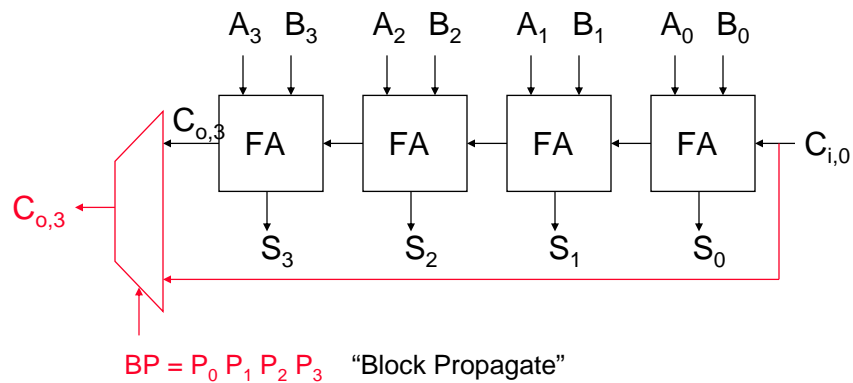 A3 B3 A2 B2 A1 B1 A0 B0
Co,3 FA FA FA FA Ci,0
Co,3
S3 S2 S1 S0
BP = P0 P1 P2 P3 “Block Propagate”